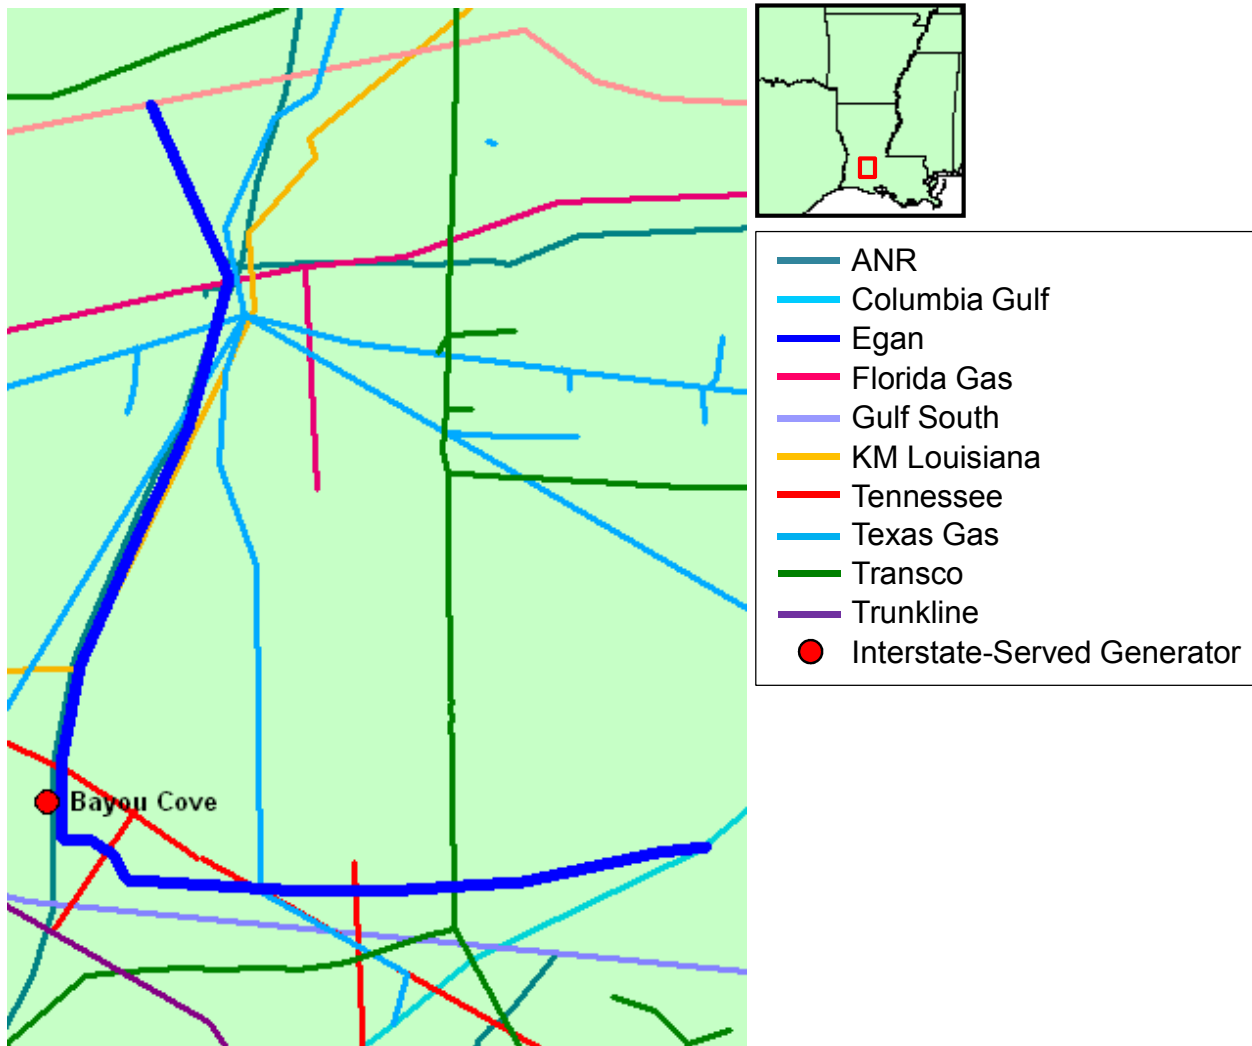 Bayou Cove
ANR
Columbia Gulf
Egan
Florida Gas
Gulf South
KM Louisiana
Tennessee
Texas Gas
Transco
Trunkline
Interstate-Served Generator